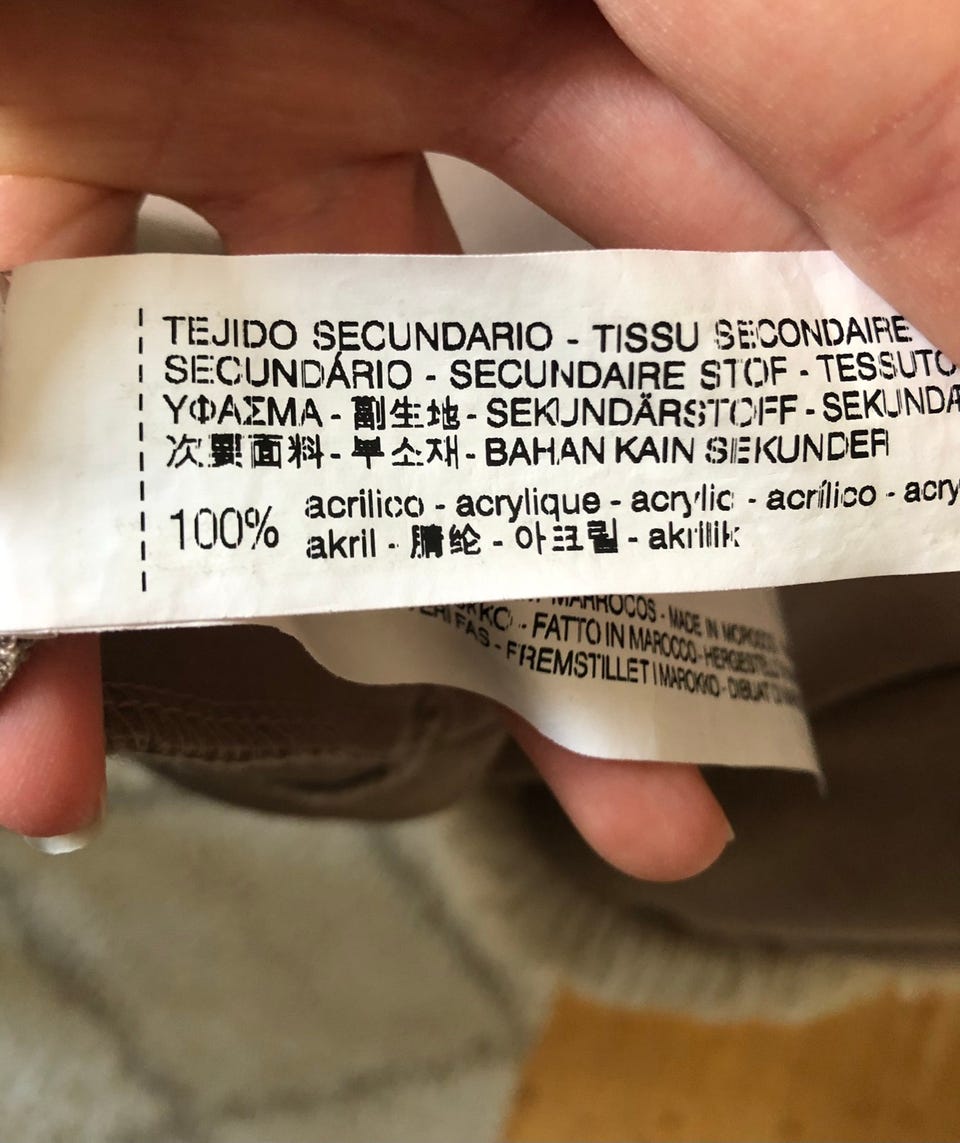 TEJIDO SECUNDARIO - TISSU SECONDAIRE
SECUNDÁRIO - SECUNDAIRE STOF - TESSUTO
ΥΦΑΣΜΑ - 副生地 - SEKUNDÄRSTOFF - SEKUNDÆ
次要面料 - 부소재 - BAHAN KAIN SEKUNDER
100%
acrilico - acrylique - acrylic - acrílico - acry
akril - 腈纶 - 아크릴 - akrilik
MARROCOS - MADE IN MOROCCO
- FATTO IN MAROCCO - HERGESTELLT
- FREMSTILLET I MAROKKO - DIBUAT DI